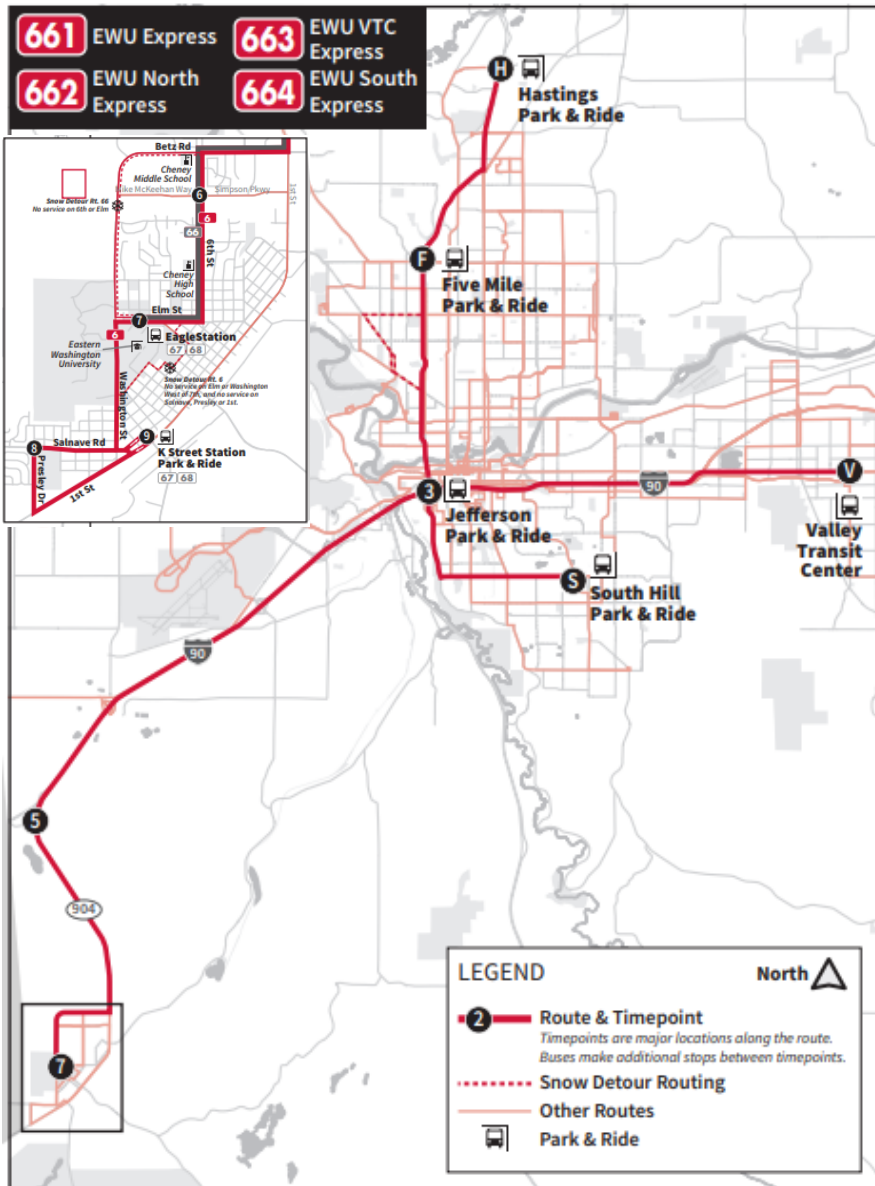 661 EWU Express
663 EWU VTC
Express
662 EWU North
Express
664 EWU South
Express
Betz Rd
Cheney
Middle School
Mike McKeehan Way
Simpson Pkwy
1st St
Snow Detour Rt. 66
No service on 6th or Elm
6
6
66
6th St
Cheney
High
School
Elm St
7
6
EagleStation
67 68
Eastern
Washington
University
Snow Detour Rt. 6
No service on Elm or Washington
West of 7th, and no service on
Salnave, Presley or 1st.
Washington St
9
8
Salnave Rd
K Street Station
Park & Ride
67 68
Presley Dr
1st St
H
Hastings
Park & Ride
F
Five Mile
Park & Ride
3
Jefferson
Park & Ride
90
V
Valley
Transit
Center
S
South Hill
Park & Ride
90
5
904
7
LEGEND
North
2 Route & Timepoint
Timepoints are major locations along the route.
Buses make additional stops between timepoints.
Snow Detour Routing
Other Routes
Park & Ride